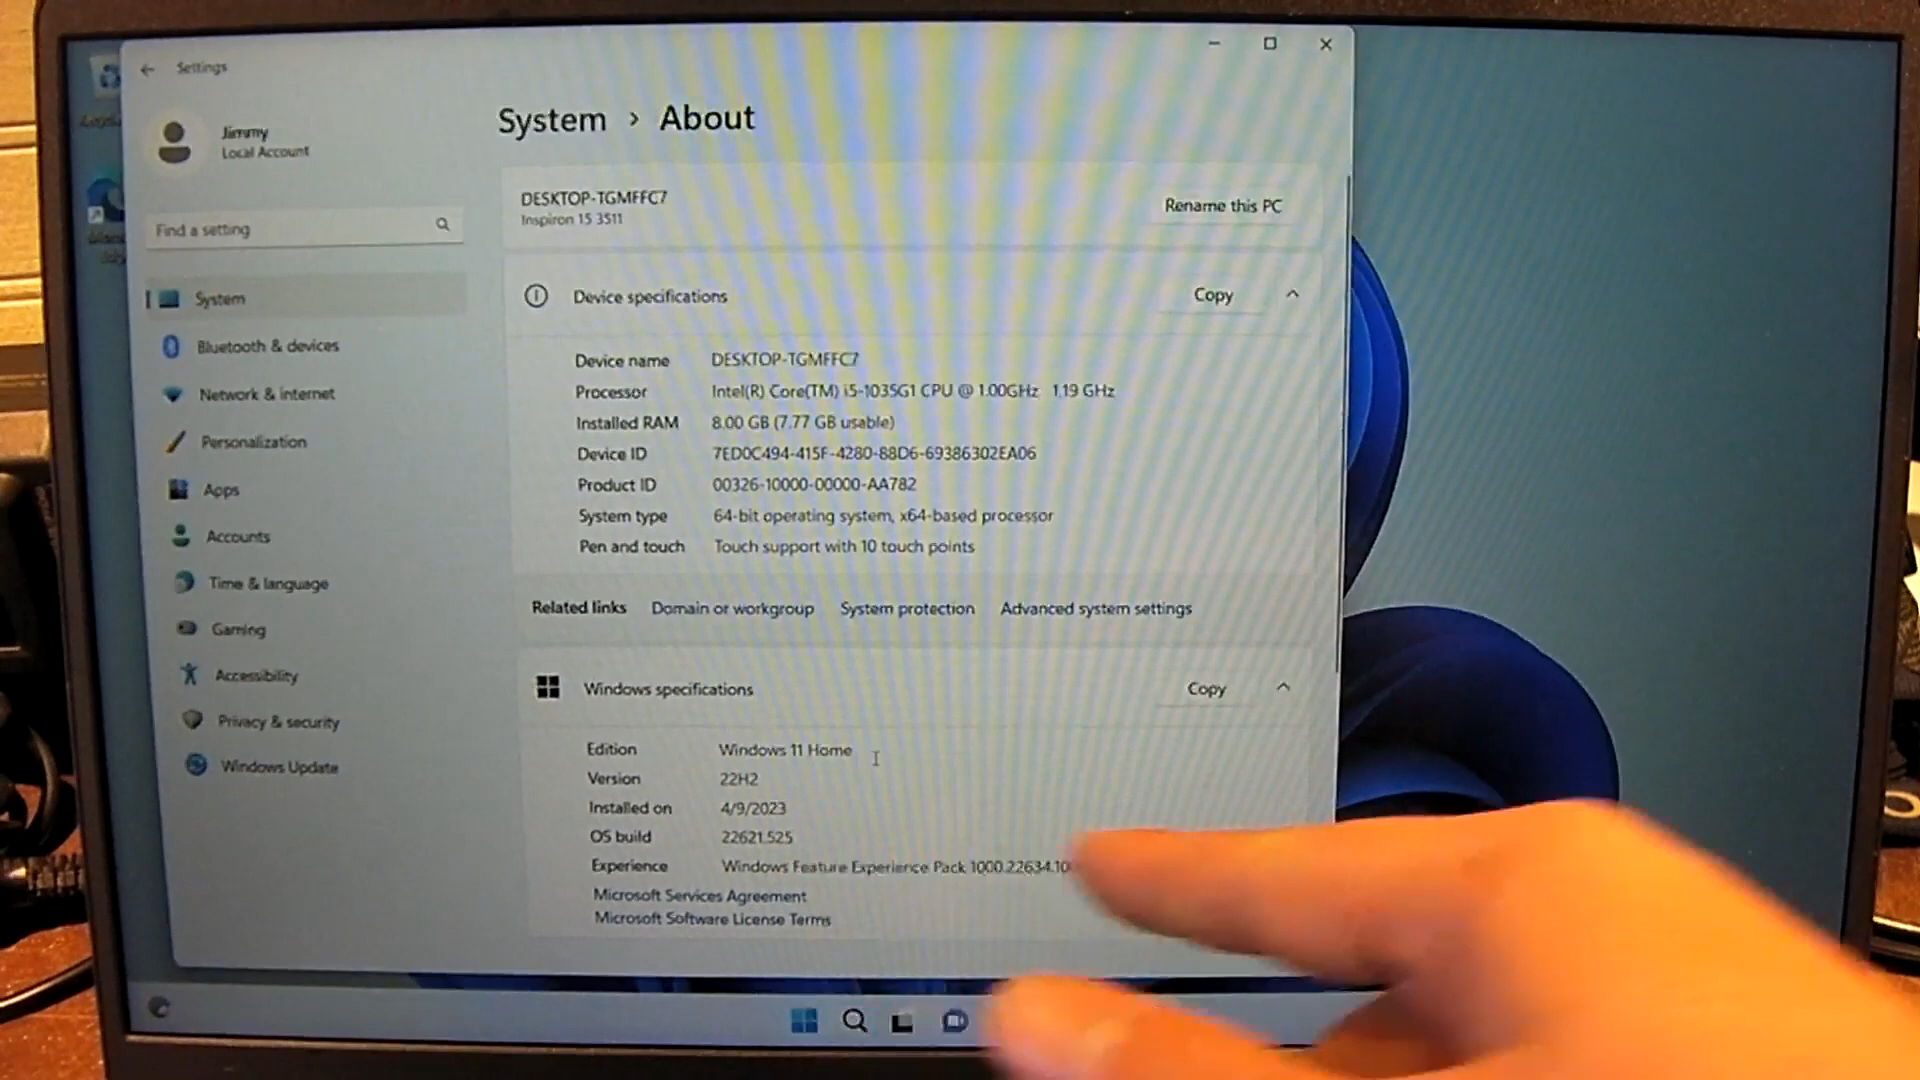 Settings
Jimmy
Local Account
Find a setting
System
Bluetooth & devices
Network & internet
Personalization
Apps
Accounts
Time & language
Gaming
Accessibility
Privacy & security
Windows Update
System › About
DESKTOP-TGMFFC7
Inspiron 15 3511
Rename this PC
Device specifications
Copy
Device name DESKTOP-TGMFFC7
Processor Intel(R) Core(TM) i5-1035G1 CPU @ 1.00GHz 1.19 GHz
Installed RAM 8.00 GB (7.77 GB usable)
Device ID 7ED0C494-415F-4280-88D6-69386302EA06
Product ID 00326-10000-00000-AA782
System type 64-bit operating system, x64-based processor
Pen and touch Touch support with 10 touch points
Related links Domain or workgroup System protection Advanced system settings
Windows specifications
Copy
Edition Windows 11 Home
Version 22H2
Installed on 4/9/2023
OS build 22621.525
Experience Windows Feature Experience Pack 1000.22634.10
Microsoft Services Agreement
Microsoft Software License Terms